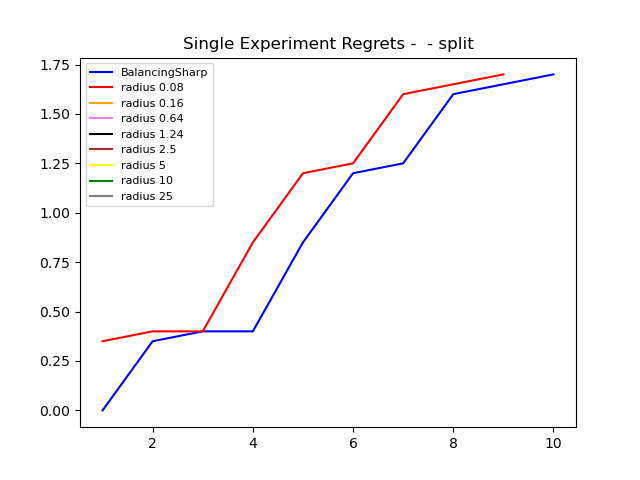 Single Experiment Regrets -  - split
1.75
1.50
1.25
1.00
0.75
0.50
0.25
0.00
BalancingSharp
radius 0.08
radius 0.16
radius 0.64
radius 1.24
radius 2.5
radius 5
radius 10
radius 25
2 4 6 8 10